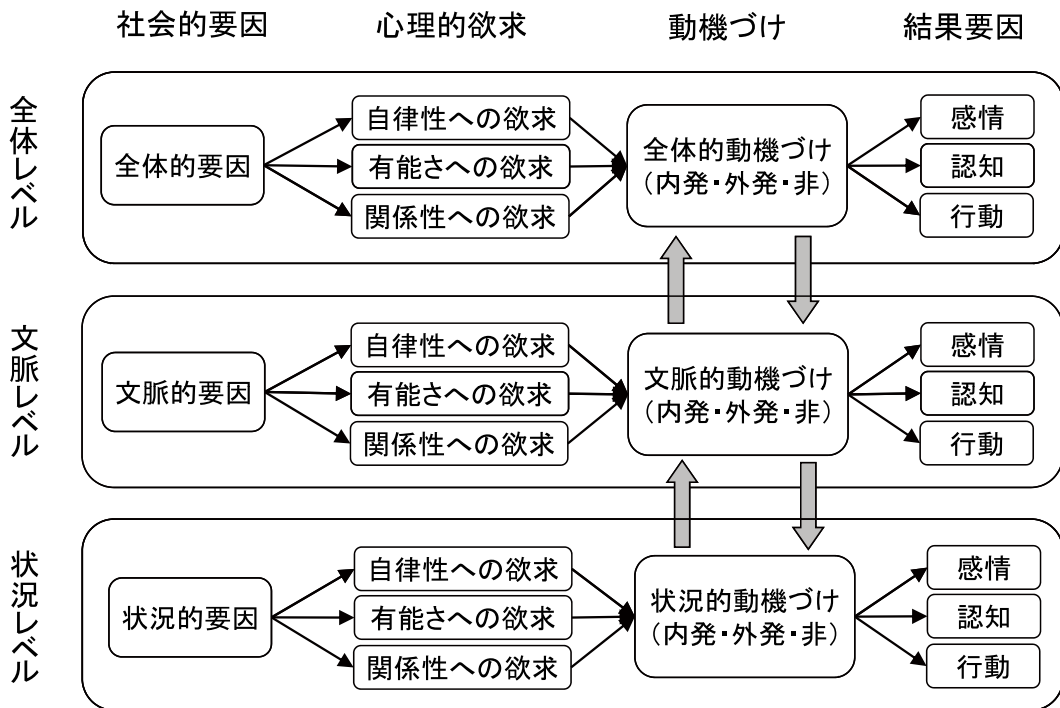 社会的要因 心理的欲求 動機づけ 結果要因
全体レベル
全体的要因
自律性への欲求
有能さへの欲求
関係性への欲求
全体的動機づけ
（内発・外発・非）
感情
認知
行動
文脈レベル
文脈的要因
自律性への欲求
有能さへの欲求
関係性への欲求
文脈的動機づけ
（内発・外発・非）
感情
認知
行動
状況レベル
状況的要因
自律性への欲求
有能さへの欲求
関係性への欲求
状況的動機づけ
（内発・外発・非）
感情
認知
行動